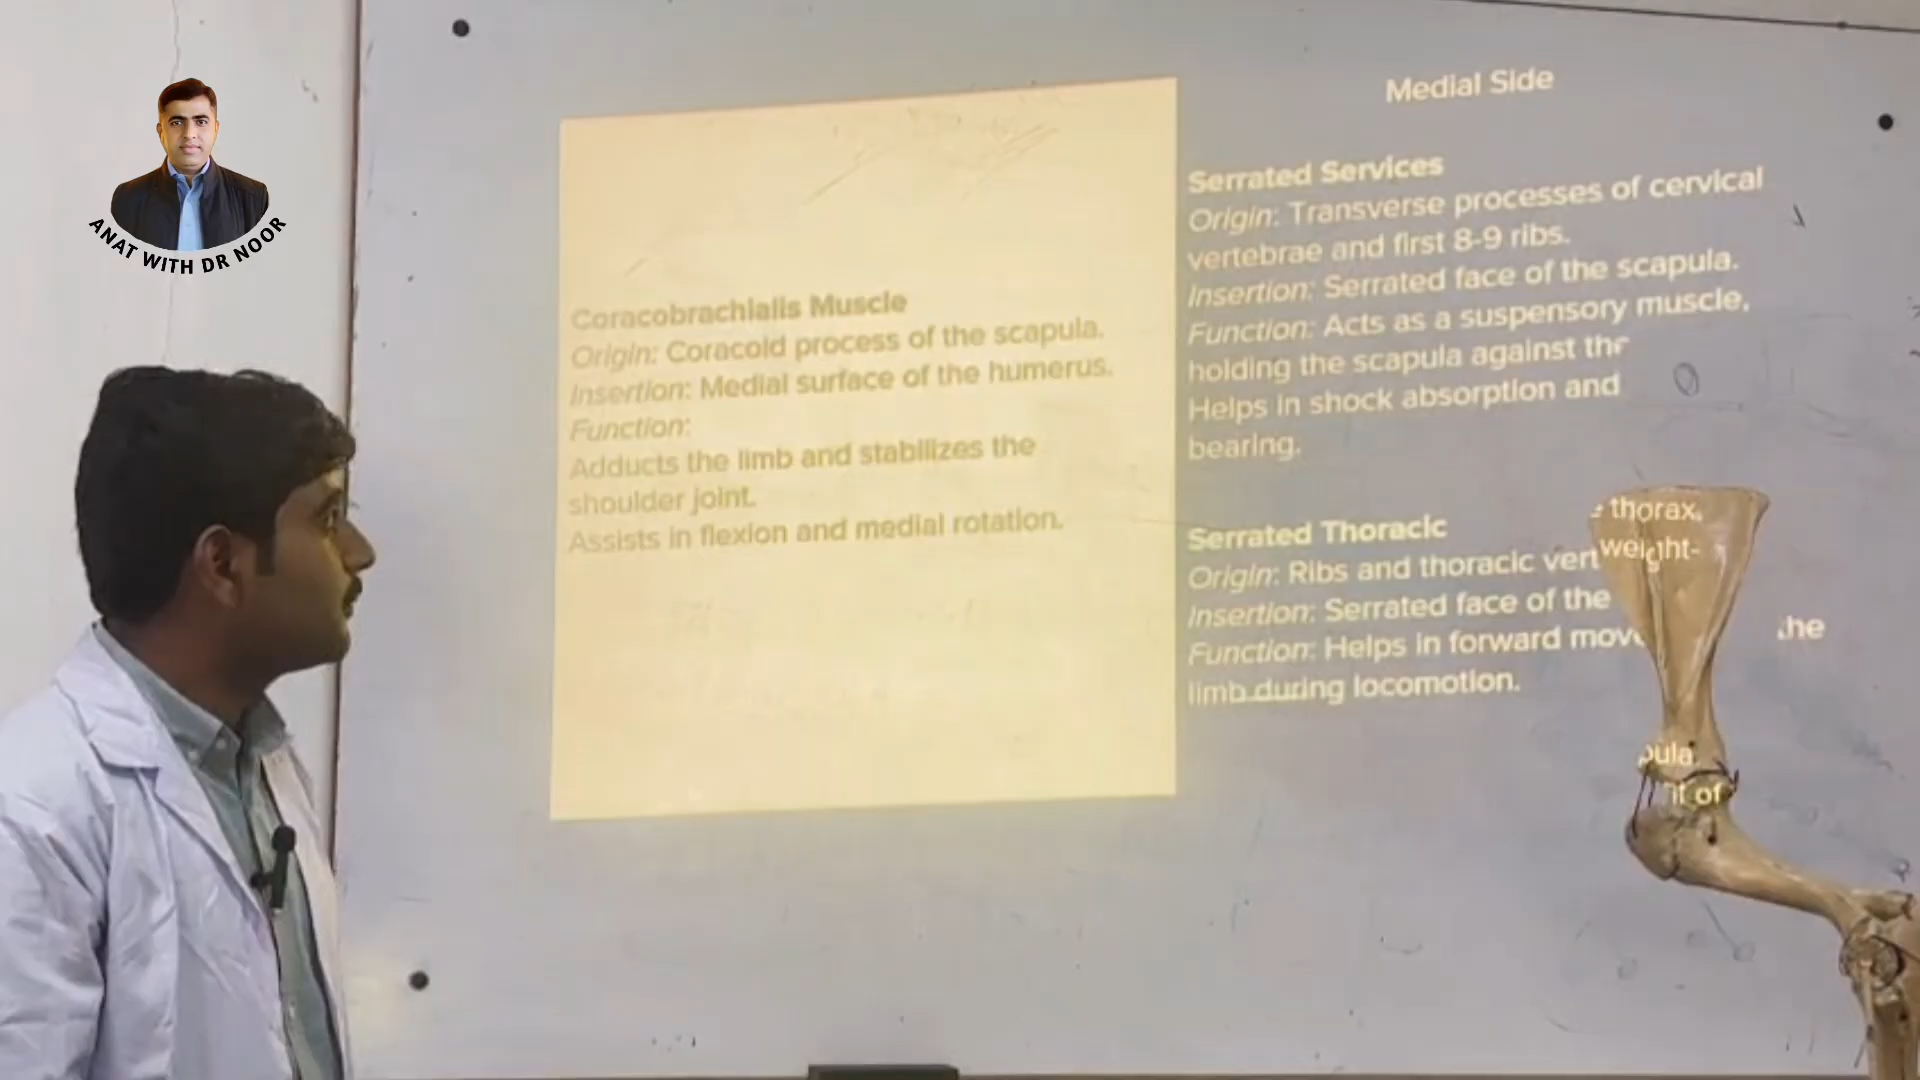 ANAT WITH DR NOOR
Coracobrachialis Muscle
Origin: Coracoid process of the scapula.
Insertion: Medial surface of the humerus.
Function:
Adducts the limb and stabilizes the
shoulder joint.
Assists in flexion and medial rotation.
Medial Side
Serrated Services
Origin: Transverse processes of cervical
vertebrae and first 8-9 ribs.
Insertion: Serrated face of the scapula.
Function: Acts as a suspensory muscle,
holding the scapula against the
thorax.
Helps in shock absorption and
weight-
bearing.
Serrated Thoracic
Origin: Ribs and thoracic
Insertion: Serrated face of the
Function: Helps in forward
of the
limb during locomotion.